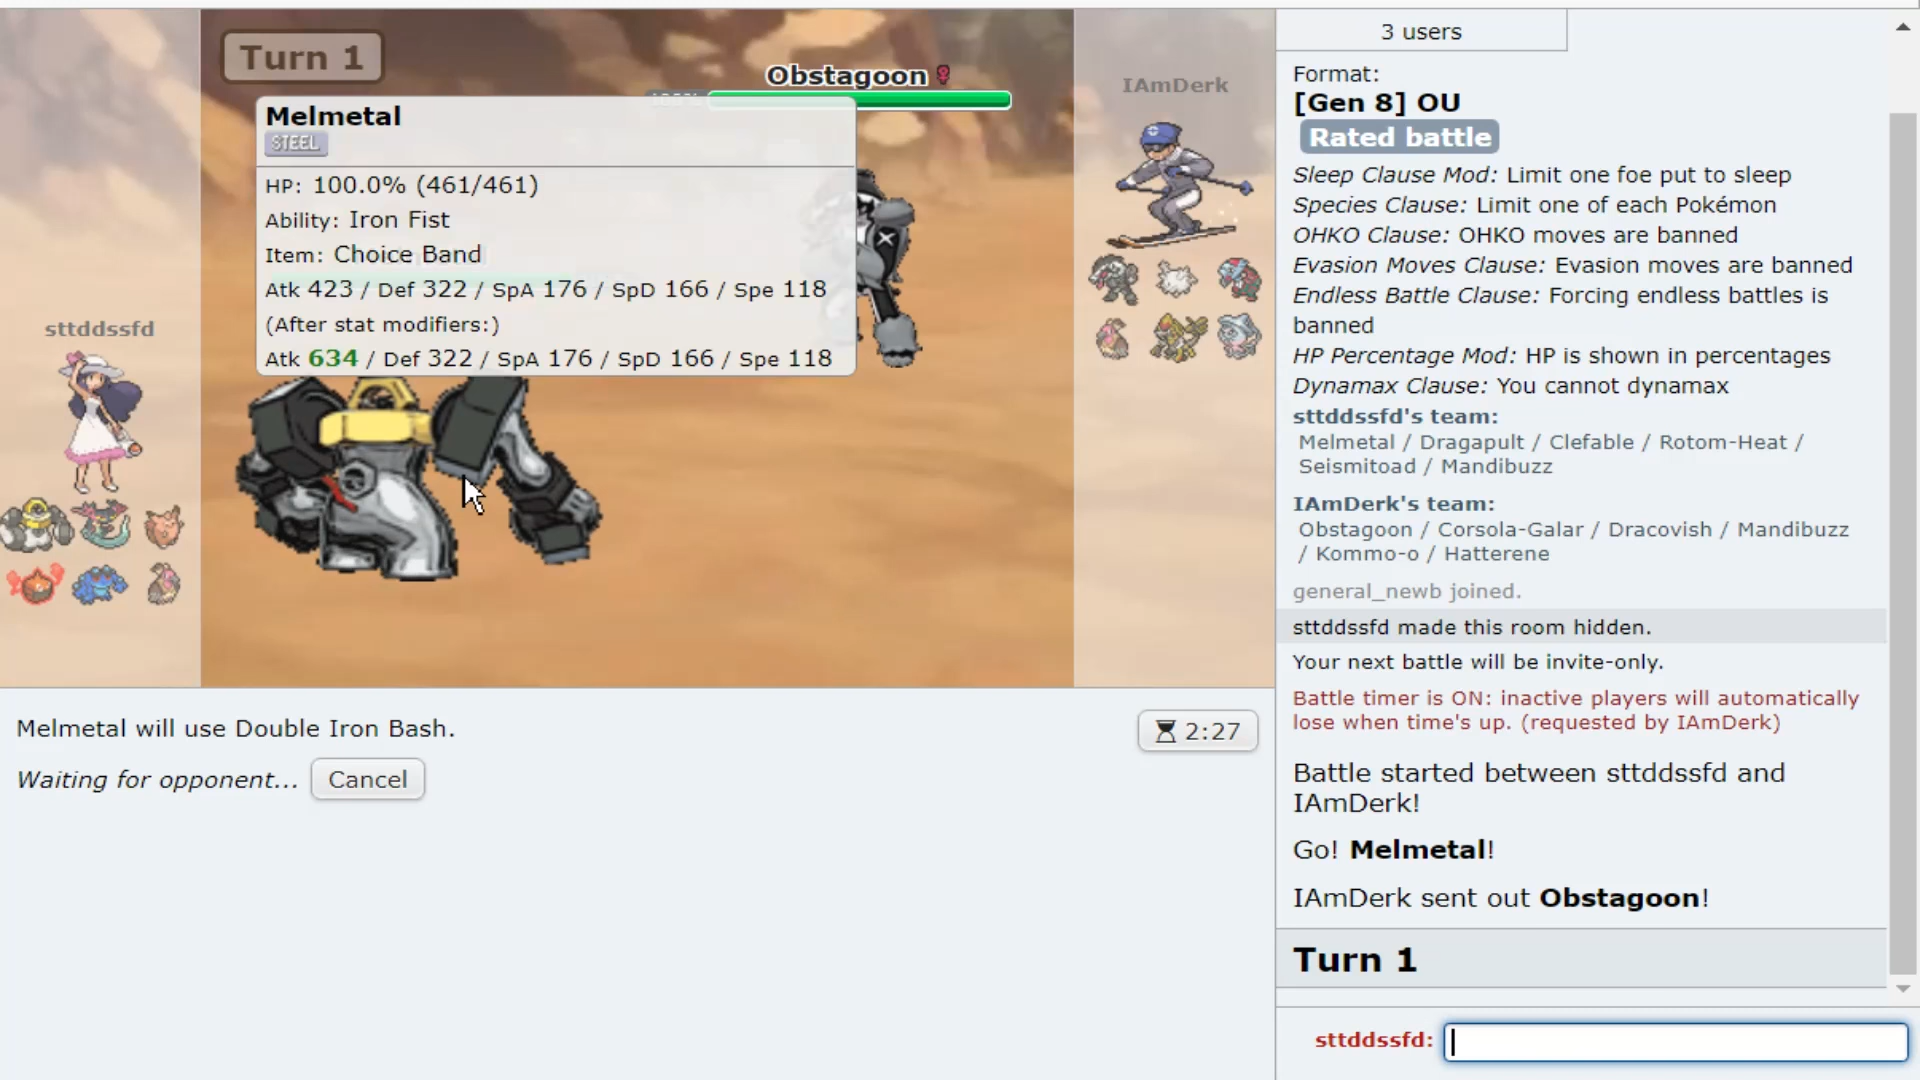 Turn 1
Obstagoon
Melmetal
STEEL
HP: 100.0% (461/461)
Ability: Iron Fist
Item: Choice Band
Atk 423 / Def 322 / SpA 176 / SpD 166 / Spe 118
(After stat modifiers:)
Atk 634 / Def 322 / SpA 176 / SpD 166 / Spe 118
sttddssfd
IAmDerk
Melmetal will use Double Iron Bash.
2:27
Waiting for opponent... Cancel
3 users
Format:
[Gen 8] OU
Rated battle
Sleep Clause Mod: Limit one foe put to sleep
Species Clause: Limit one of each Pokémon
OHKO Clause: OHKO moves are banned
Evasion Moves Clause: Evasion moves are banned
Endless Battle Clause: Forcing endless battles is
banned
HP Percentage Mod: HP is shown in percentages
Dynamax Clause: You cannot dynamax
sttddssfd's team:
Melmetal / Dragapult / Clefable / Rotom-Heat /
Seismitoad / Mandibuzz
IAmDerk's team:
Obstagoon / Corsola-Galar / Dracovish / Mandibuzz
/ Kommo-o / Hatterene
general_newb joined.
sttddssfd made this room hidden.
Your next battle will be invite-only.
Battle timer is ON: inactive players will automatically
lose when time's up. (requested by IAmDerk)
Battle started between sttddssfd and
IAmDerk!
Go! Melmetal!
IAmDerk sent out Obstagoon!
Turn 1
sttddssfd: